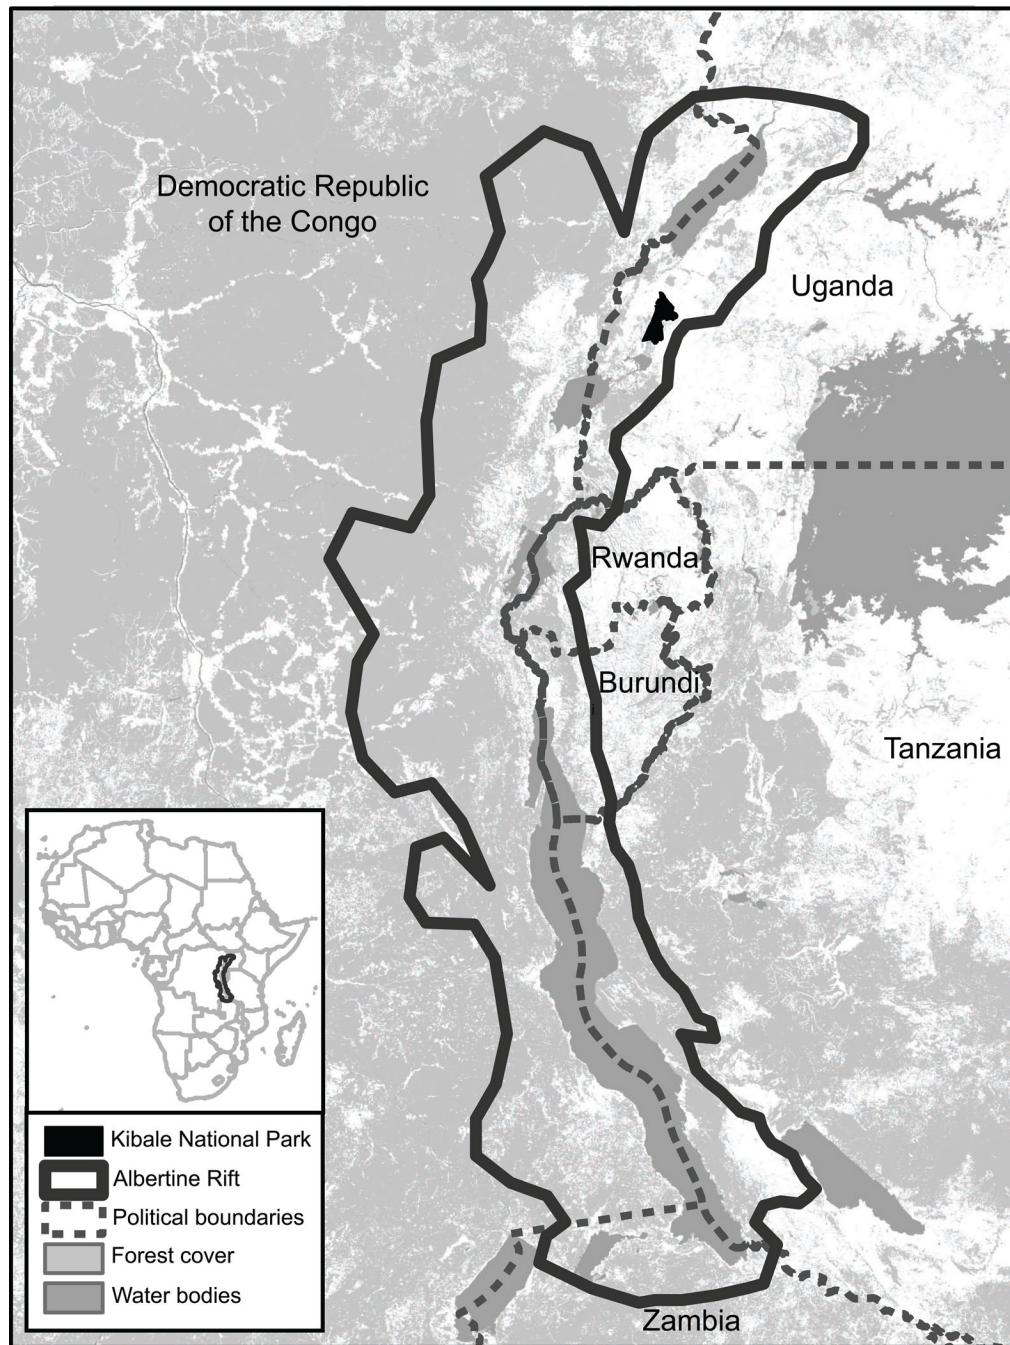 Democratic Republic
of the Congo
Uganda
Rwanda
Burundi
Tanzania
Kibale National Park
Albertine Rift
Political boundaries
Forest cover
Water bodies
Zambia